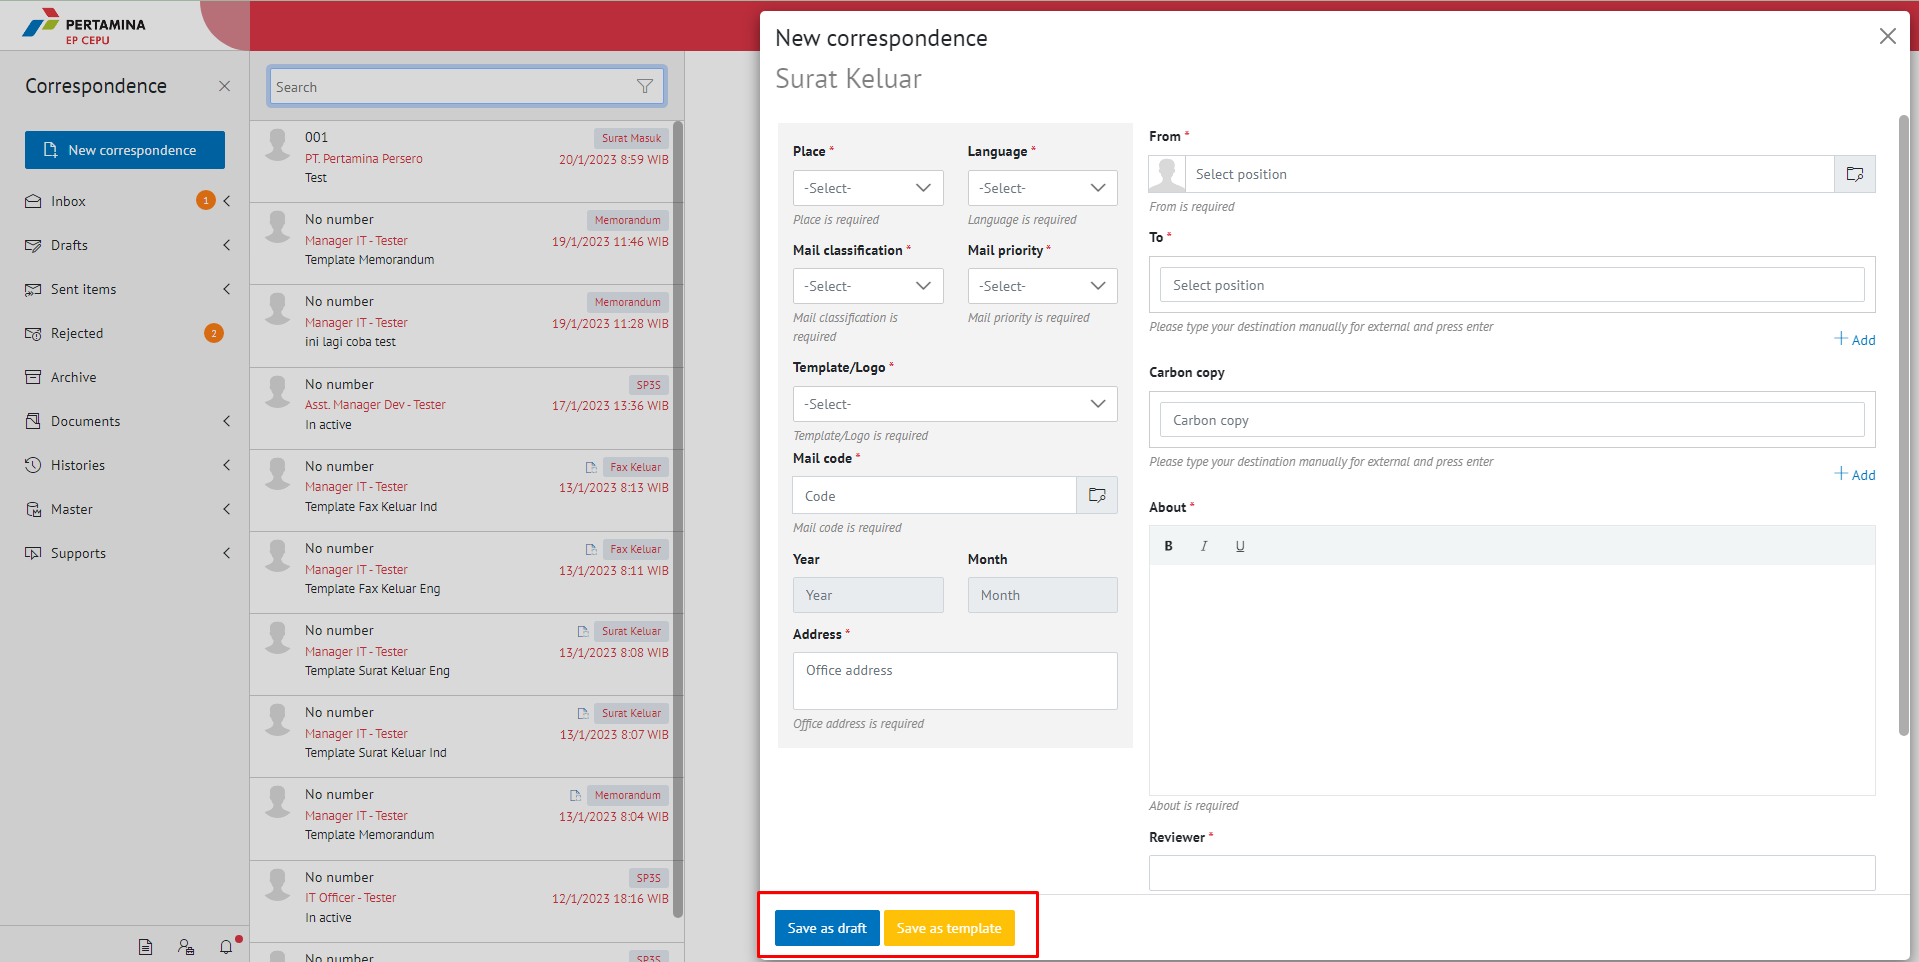 PERTAMINA
EP CEPU
Correspondence
New correspondence
Inbox 1
Drafts
Sent items
Rejected 2
Archive
Documents
Histories
Master
Supports
Search
001 Surat Masuk
PT. Pertamina Persero 20/1/2023 8:59 WIB
Test
No number Memorandum
Manager IT - Tester 19/1/2023 11:46 WIB
Template Memorandum
No number Memorandum
Manager IT - Tester 19/1/2023 11:28 WIB
ini lagi coba test
No number SP3S
Asst. Manager Dev - Tester 17/1/2023 13:36 WIB
In active
No number Fax Keluar
Manager IT - Tester 13/1/2023 8:13 WIB
Template Fax Keluar Ind
No number Fax Keluar
Manager IT - Tester 13/1/2023 8:11 WIB
Template Fax Keluar Eng
No number Surat Keluar
Manager IT - Tester 13/1/2023 8:08 WIB
Template Surat Keluar Eng
No number Surat Keluar
Manager IT - Tester 13/1/2023 8:07 WIB
Template Surat Keluar Ind
No number Memorandum
Manager IT - Tester 13/1/2023 8:04 WIB
Template Memorandum
No number SP3S
IT Officer - Tester 12/1/2023 18:16 WIB
In active
No number SP3S
New correspondence
Surat Keluar
Place * Language *
-Select- -Select-
Place is required Language is required
Mail classification * Mail priority *
-Select- -Select-
Mail classification is required Mail priority is required
Template/Logo *
-Select-
Template/Logo is required
Mail code *
Code
Mail code is required
Year Month
Year Month
Address *
Office address
Office address is required
From *
Select position
From is required
To *
Select position
Please type your destination manually for external and press enter
+ Add
Carbon copy
Carbon copy
Please type your destination manually for external and press enter
+ Add
About *
B I U
About is required
Reviewer *
Save as draft Save as template